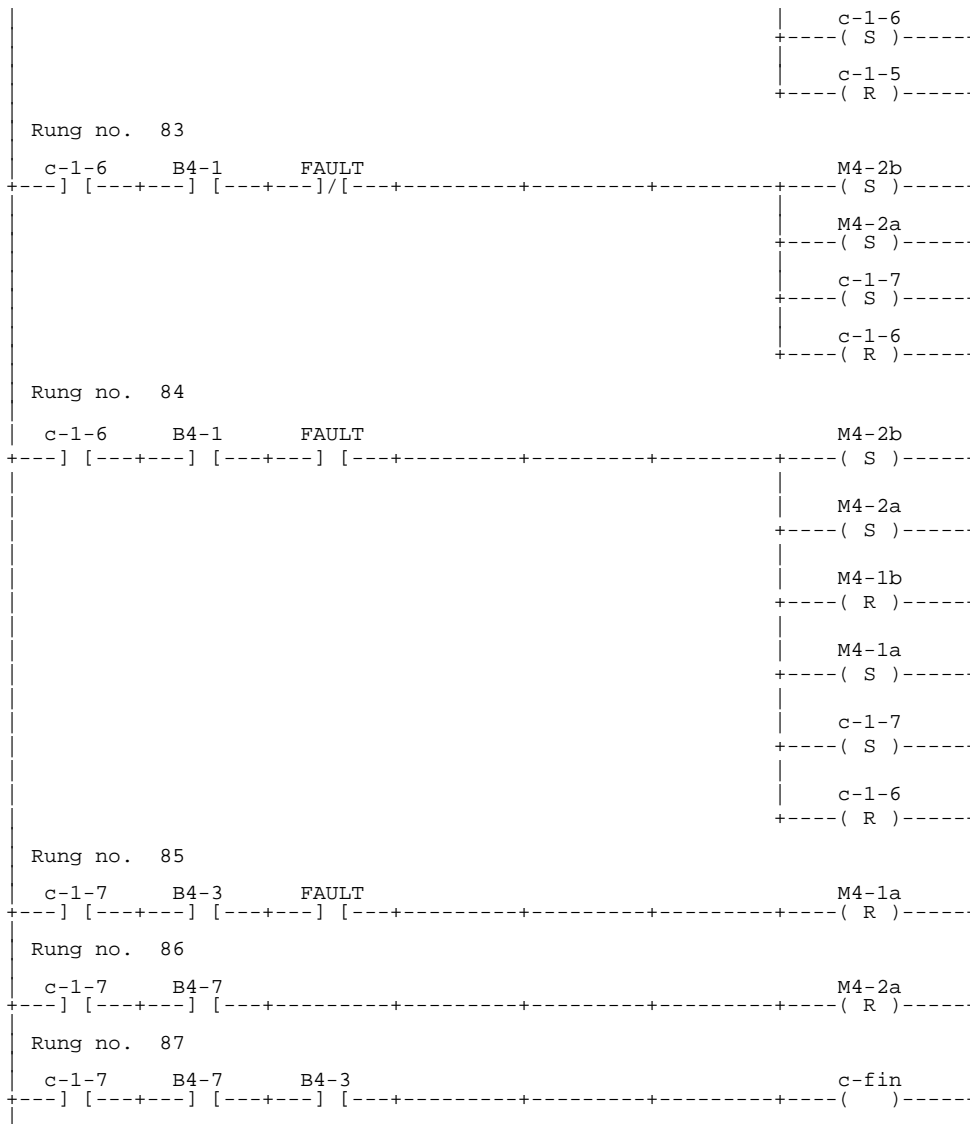 c-1-6
+----( S )------
c-1-5
+----( R )------
Rung no. 83
c-1-6 B4-1 FAULT M4-2b
+---] [---+---] [---+---]/[---+---------+---------+---------+----( S )------
M4-2a
+----( S )------
c-1-7
+----( S )------
c-1-6
+----( R )------
Rung no. 84
c-1-6 B4-1 FAULT M4-2b
+---] [---+---] [---+---] [---+---------+---------+---------+----( S )------
M4-2a
+----( S )------
M4-1b
+----( R )------
M4-1a
+----( S )------
c-1-7
+----( S )------
c-1-6
+----( R )------
Rung no. 85
c-1-7 B4-3 FAULT M4-1a
+---] [---+---] [---+---] [---+---------+---------+---------+----( R )------
Rung no. 86
c-1-7 B4-7 M4-2a
+---] [---+---] [---+---------+---------+---------+---------+----( R )------
Rung no. 87
c-1-7 B4-7 B4-3 c-fin
+---] [---+---] [---+---] [---+---------+---------+---------+----( )------